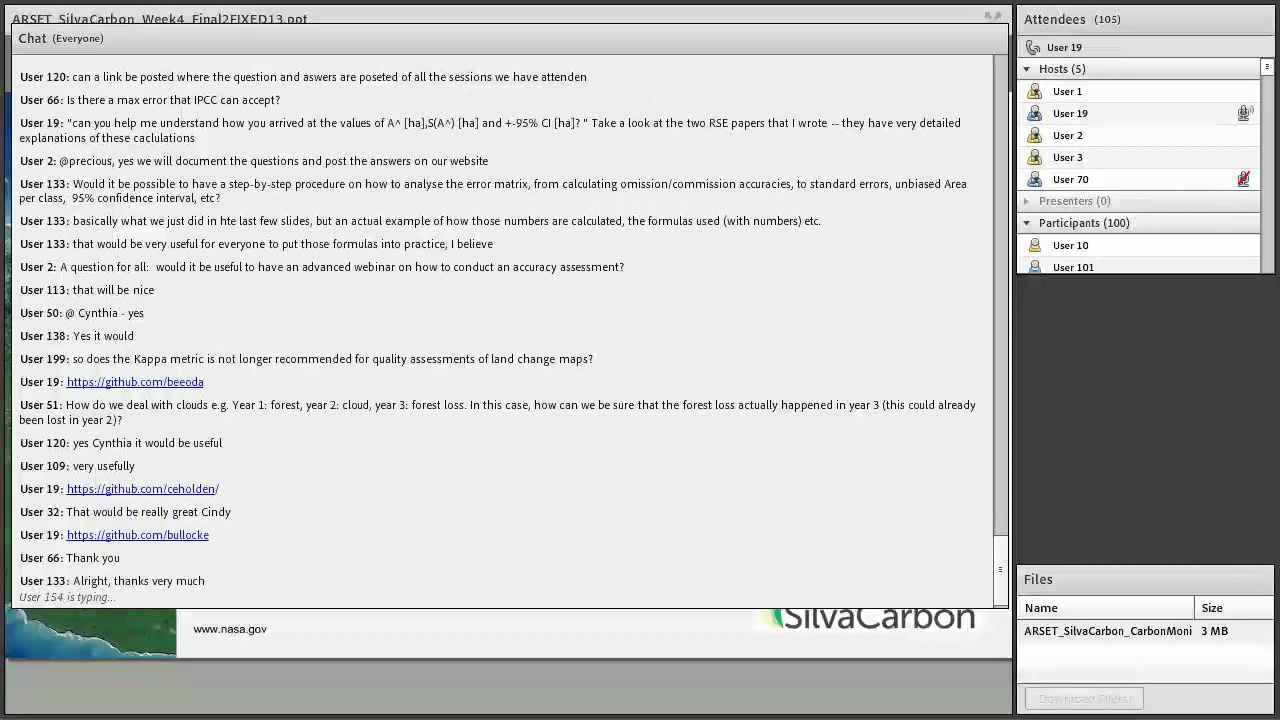 ARSET_SilvaCarbon_Week4_Final2FIXED13.ppt
Chat (Everyone)
User 120: can a link be posted where the question and aswers are poseted of all the sessions we have attenden
User 66: Is there a max error that IPCC can accept?
User 19: "can you help me understand how you arrived at the values of A^ [ha],S(A^) [ha] and +-95% CI [ha]? " Take a look at the two RSE papers that I wrote -- they have very detailed
explanations of these caclulations
User 2: @precious, yes we will document the questions and post the answers on our website
User 133: Would it be possible to have a step-by-step procedure on how to analyse the error matrix, from calculating omission/commission accuracies, to standard errors, unbiased Area
per class,  95% confidence interval, etc?
User 133: basically what we just did in hte last few slides, but an actual example of how those numbers are calculated, the formulas used (with numbers) etc.
User 133: that would be very useful for everyone to put those formulas into practice, I believe
User 2: A question for all:  would it be useful to have an advanced webinar on how to conduct an accuracy assessment?
User 113: that will be nice
User 50: @ Cynthia - yes
User 138: Yes it would
User 199: so does the Kappa metric is not longer recommended for quality assessments of land change maps?
User 19: https://github.com/beeoda
User 51: How do we deal with clouds e.g. Year 1: forest, year 2: cloud, year 3: forest loss. In this case, how can we be sure that the forest loss actually happened in year 3 (this could already
been lost in year 2)?
User 120: yes Cynthia it would be useful
User 109: very usefully
User 19: https://github.com/ceholden/
User 32: That would be really great Cindy
User 19: https://github.com/bullocke
User 66: Thank you
User 133: Alright, thanks very much
User 154 is typing...
www.nasa.gov
SilvaCarbon
Attendees (105)
User 19
Hosts (5)
User 1
User 19
User 2
User 3
User 70
Presenters (0)
Participants (100)
User 10
User 101
Files
Name Size
ARSET_SilvaCarbon_CarbonMoni 3 MB
Download File(s)